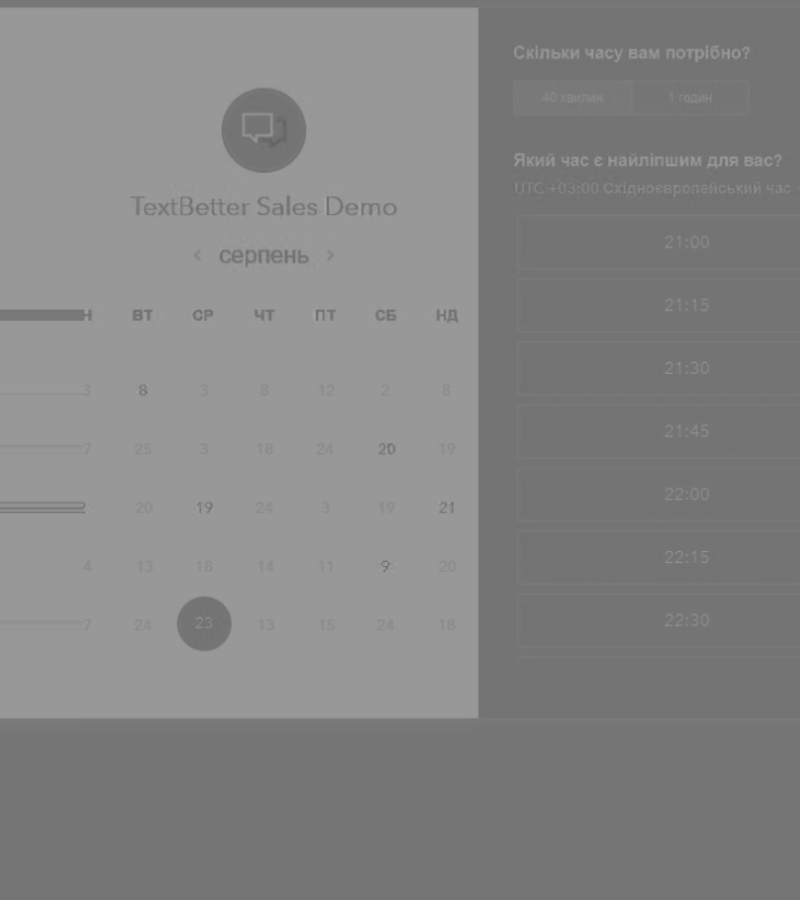 TextBetter Sales Demo
< серпень >
Н ВТ СР ЧТ ПТ СБ НД
3 8 3 8 12 2 8
7 25 3 18 24 20 19
20 19 24 3 19 21
4 13 18 14 11 9 20
7 24 23 13 15 24 18
Скільки часу вам потрібно?
40 хвилин 1 годин
Який час є найліпшим для вас?
UTC +03:00 Східноєвропейський час
21:00
21:15
21:30
21:45
22:00
22:15
22:30